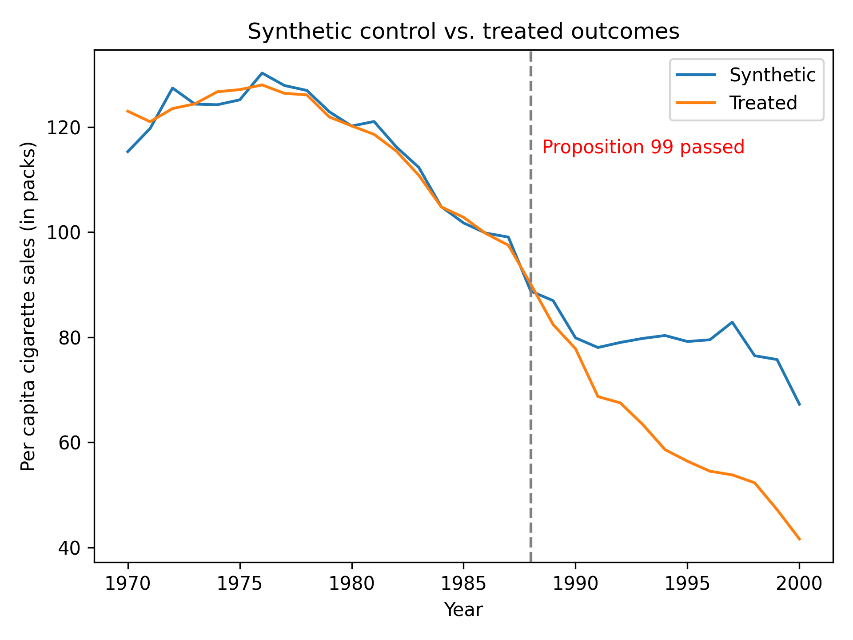 Synthetic control vs. treated outcomes
Synthetic
Treated
Proposition 99 passed
Per capita cigarette sales (in packs)
120
100
80
60
40
1970
1975
1980
1985
1990
1995
2000
Year